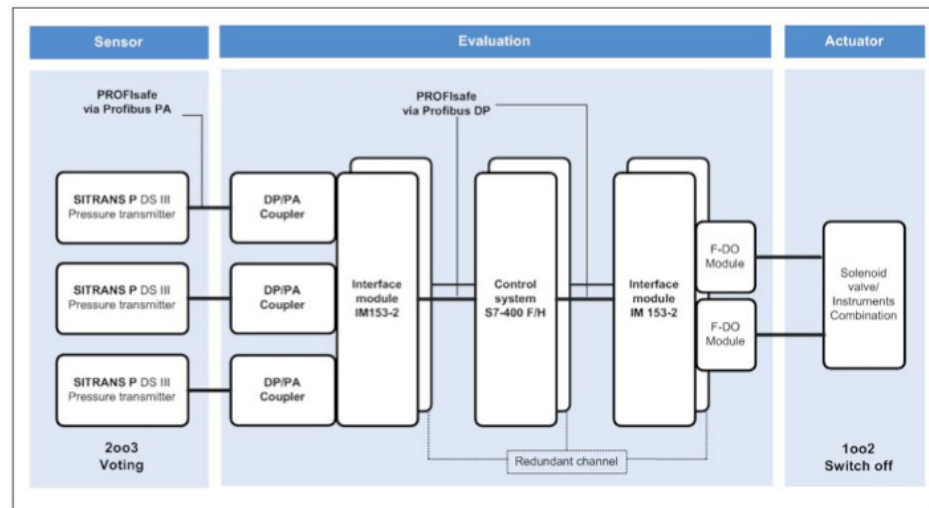 Sensor
Evaluation
Actuator
PROFIsafe
via Profibus PA
PROFIsafe
via Profibus DP
SITRANS P DS III
Pressure transmitter
DP/PA
Coupler
SITRANS P DS III
Pressure transmitter
DP/PA
Coupler
SITRANS P DS III
Pressure transmitter
DP/PA
Coupler
Interface
module
IM153-2
Control
system
S7-400 F/H
Interface
module
IM 153-2
F-DO
Module
F-DO
Module
Solenoid
valve/
Instruments
Combination
2oo3
Voting
Redundant channel
1oo2
Switch off